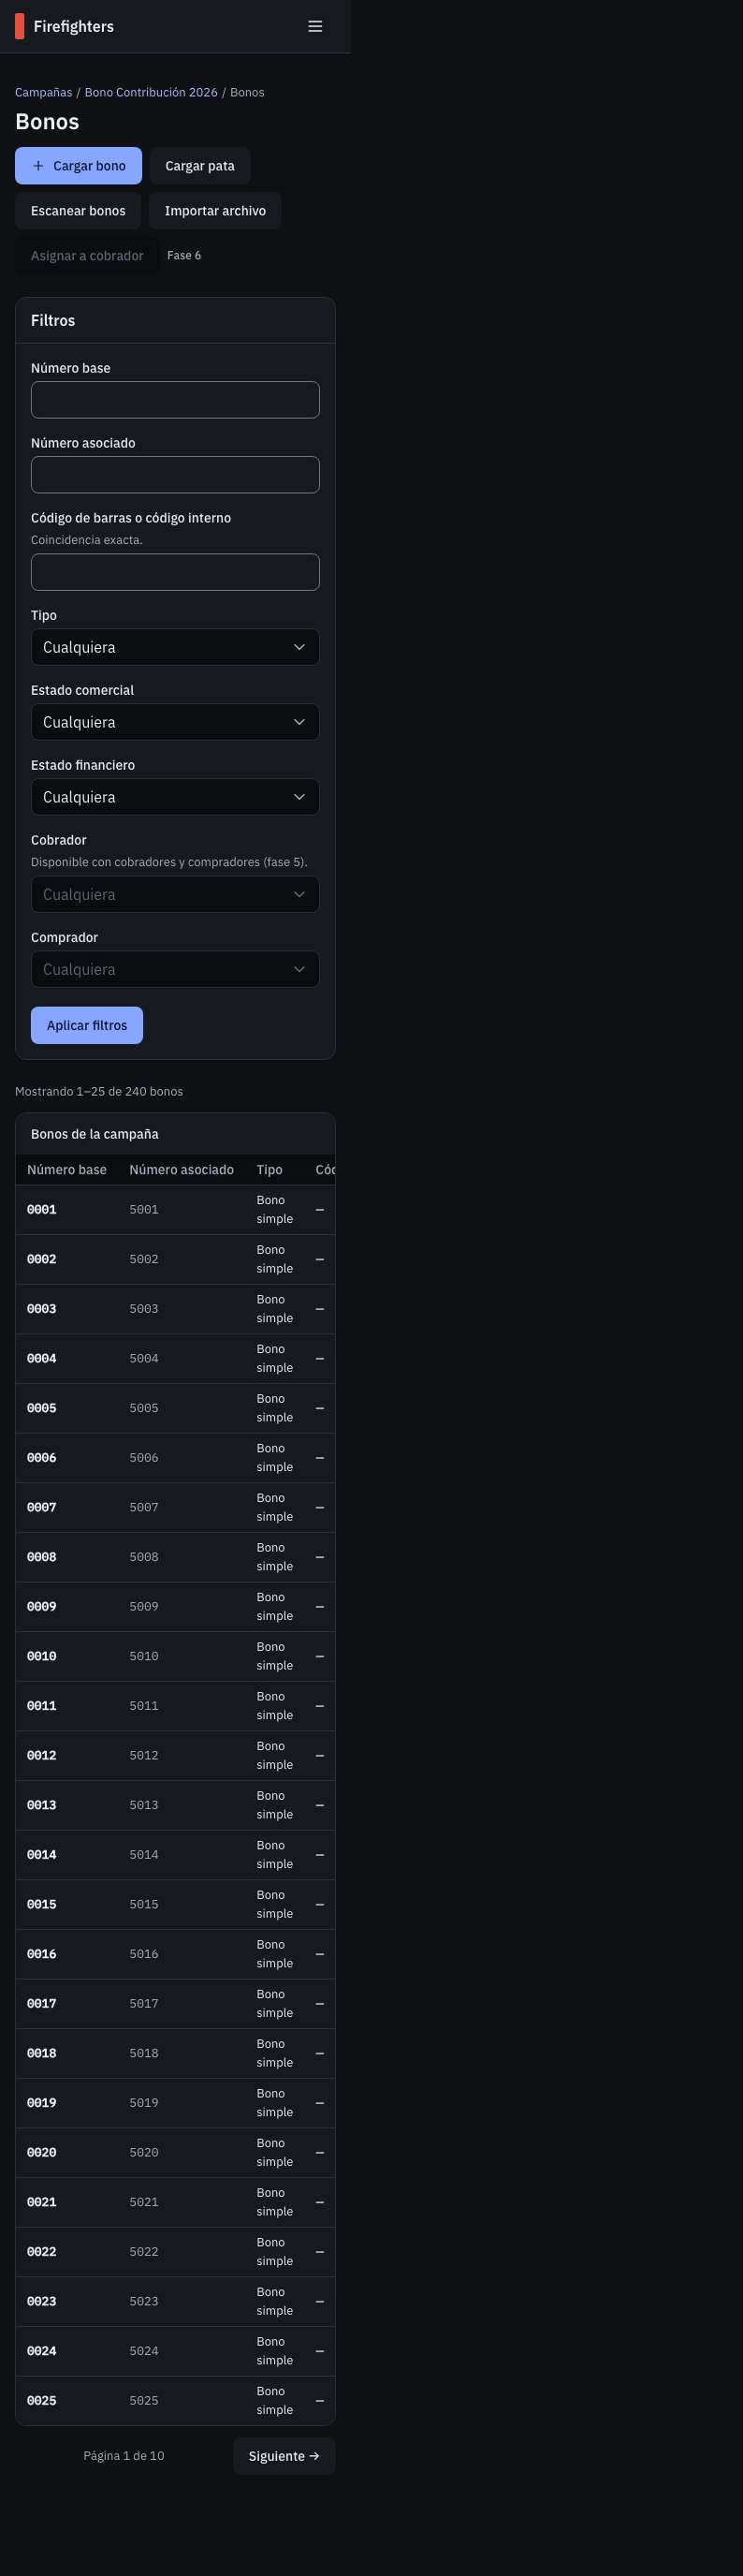 Firefighters
Campañas / Bono Contribución 2026 / Bonos
Bonos
Cargar bono
Cargar pata
Escanear bonos
Importar archivo
Asignar a cobrador
Fase 6
Filtros
Número base
Número asociado
Código de barras o código interno
Coincidencia exacta.
Tipo
Cualquiera
Estado comercial
Cualquiera
Estado financiero
Cualquiera
Cobrador
Disponible con cobradores y compradores (fase 5).
Cualquiera
Comprador
Cualquiera
Aplicar filtros
Mostrando 1–25 de 240 bonos
Bonos de la campaña
Número base Número asociado Tipo Cód
0001 5001 Bono simple —
0002 5002 Bono simple —
0003 5003 Bono simple —
0004 5004 Bono simple —
0005 5005 Bono simple —
0006 5006 Bono simple —
0007 5007 Bono simple —
0008 5008 Bono simple —
0009 5009 Bono simple —
0010 5010 Bono simple —
0011 5011 Bono simple —
0012 5012 Bono simple —
0013 5013 Bono simple —
0014 5014 Bono simple —
0015 5015 Bono simple —
0016 5016 Bono simple —
0017 5017 Bono simple —
0018 5018 Bono simple —
0019 5019 Bono simple —
0020 5020 Bono simple —
0021 5021 Bono simple —
0022 5022 Bono simple —
0023 5023 Bono simple —
0024 5024 Bono simple —
0025 5025 Bono simple —
Página 1 de 10
Siguiente →